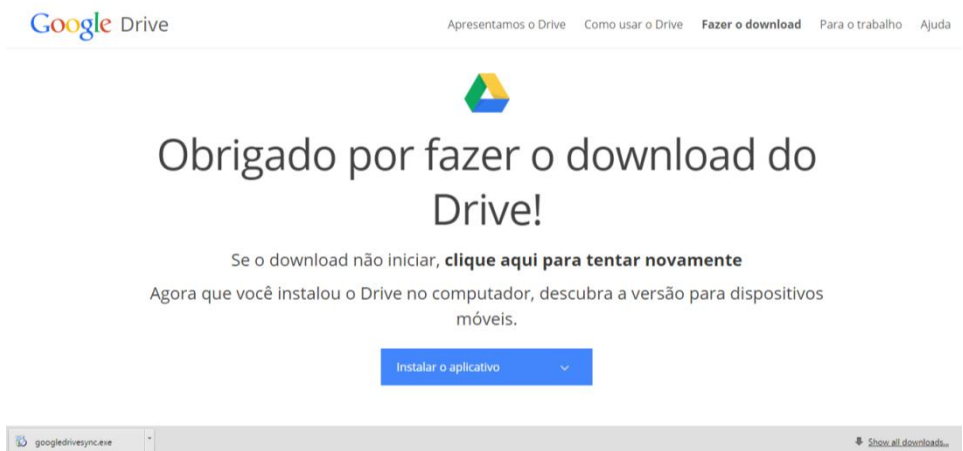 Google Drive
Apresentamos o Drive Como usar o Drive Fazer o download Para o trabalho Ajuda
Obrigado por fazer o download do
Drive!
Se o download não iniciar, clique aqui para tentar novamente
Agora que você instalou o Drive no computador, descubra a versão para dispositivos
móveis.
Instalar o aplicativo
googledrivesync.exe
Show all downloads...